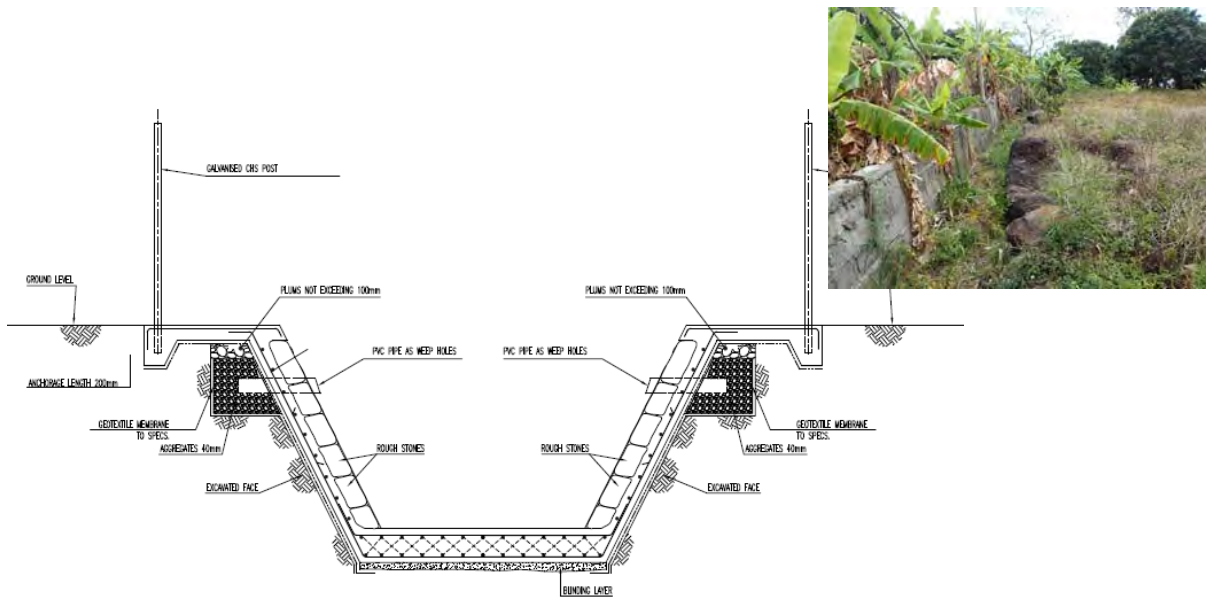 GALVANISED CHS POST
GROUND LEVEL
PLUMS NOT EXCEEDING 100mm
PLUMS NOT EXCEEDING 100mm
PVC PIPE AS WEEP HOLES
PVC PIPE AS WEEP HOLES
ANCHORAGE LENGTH 200mm
GEOTEXTILE MEMBRANE
TO SPECS.
GEOTEXTILE MEMBRANE
TO SPECS.
AGGREGATES 40mm
ROUGH STONES
ROUGH STONES
AGGREGATES 40mm
EXCAVATED FACE
EXCAVATED FACE
BLINDING LAYER